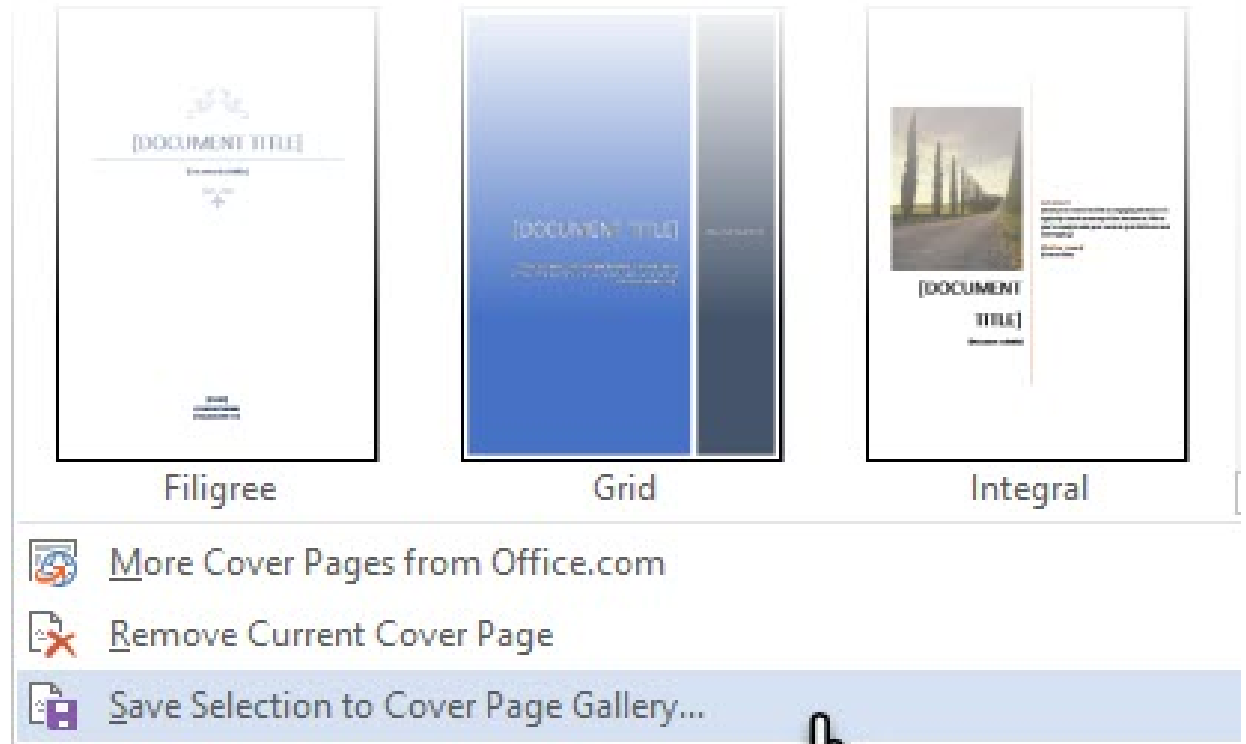 [DOCUMENT TITLE]
[DOCUMENT TITLE]
[DOCUMENT
TITLE]
Filigree
Grid
Integral
More Cover Pages from Office.com
Remove Current Cover Page
Save Selection to Cover Page Gallery...